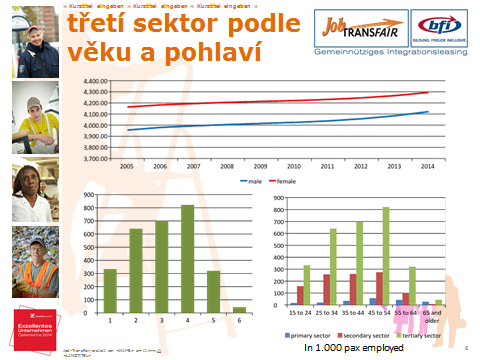 » Kurztitel eingeben » Kurztitel eingeben » Kurztitel eingeben »
třetí sektor podle
věku a pohlaví
Job
TRANSFAIR
bfi
BILDUNG. FREUDE INKLUSIVE.
Gemeinnütziges Integrationsleasing
4,400.00
4,300.00
4,200.00
4,100.00
4,000.00
3,900.00
3,800.00
3,700.00
2005 2006 2007 2008 2009 2010 2011 2012 2013 2014
male female
900
800
700
600
500
400
300
200
100
0
1 2 3 4 5 6
900
800
700
600
500
400
300
200
100
0
15 to 24 25 to 34 35 to 44 45 to 54 55 to 64 65 and
older
primary sector secondary sector tertiary sector
In 1.000 pax employed
Exzellentes
Unternehmen
Österreichs 2014